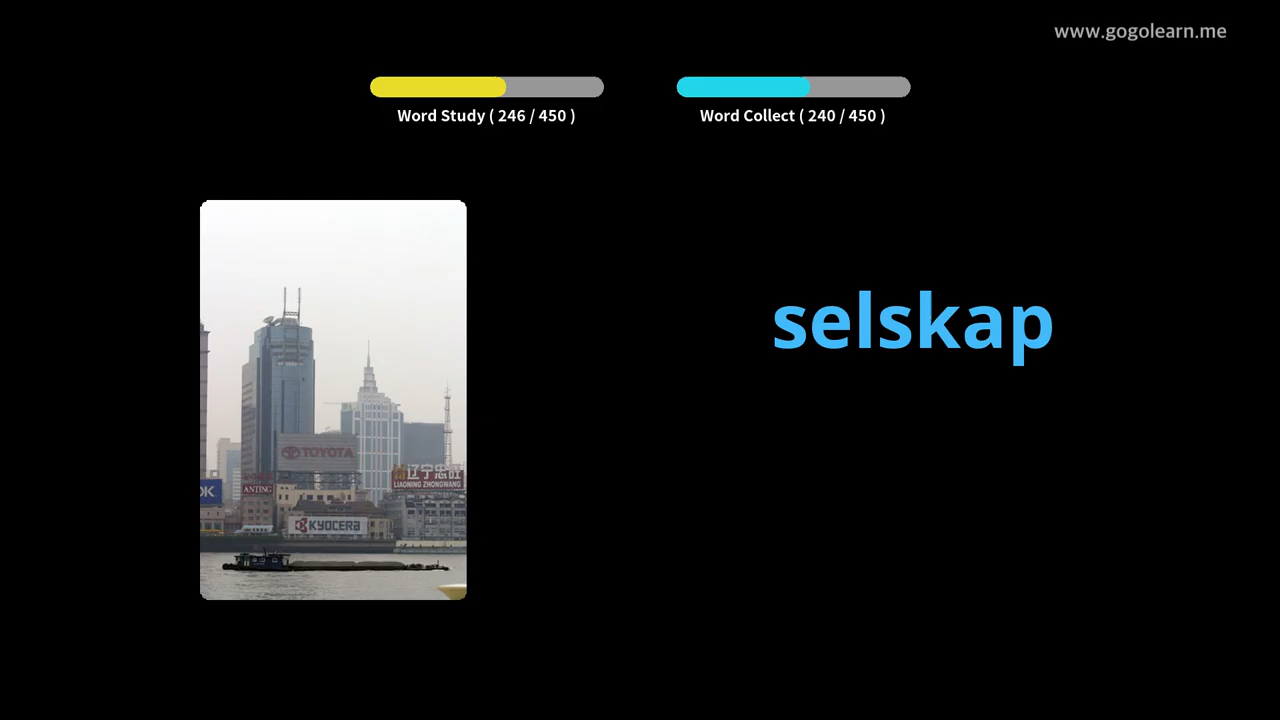 www.gogolearn.me
Word Study ( 246 / 450 )
Word Collect ( 240 / 450 )
selskap
TOYOTA
辽宁忠旺
LIAONING ZHONGWANG
OK
ANTING
KYOCERA